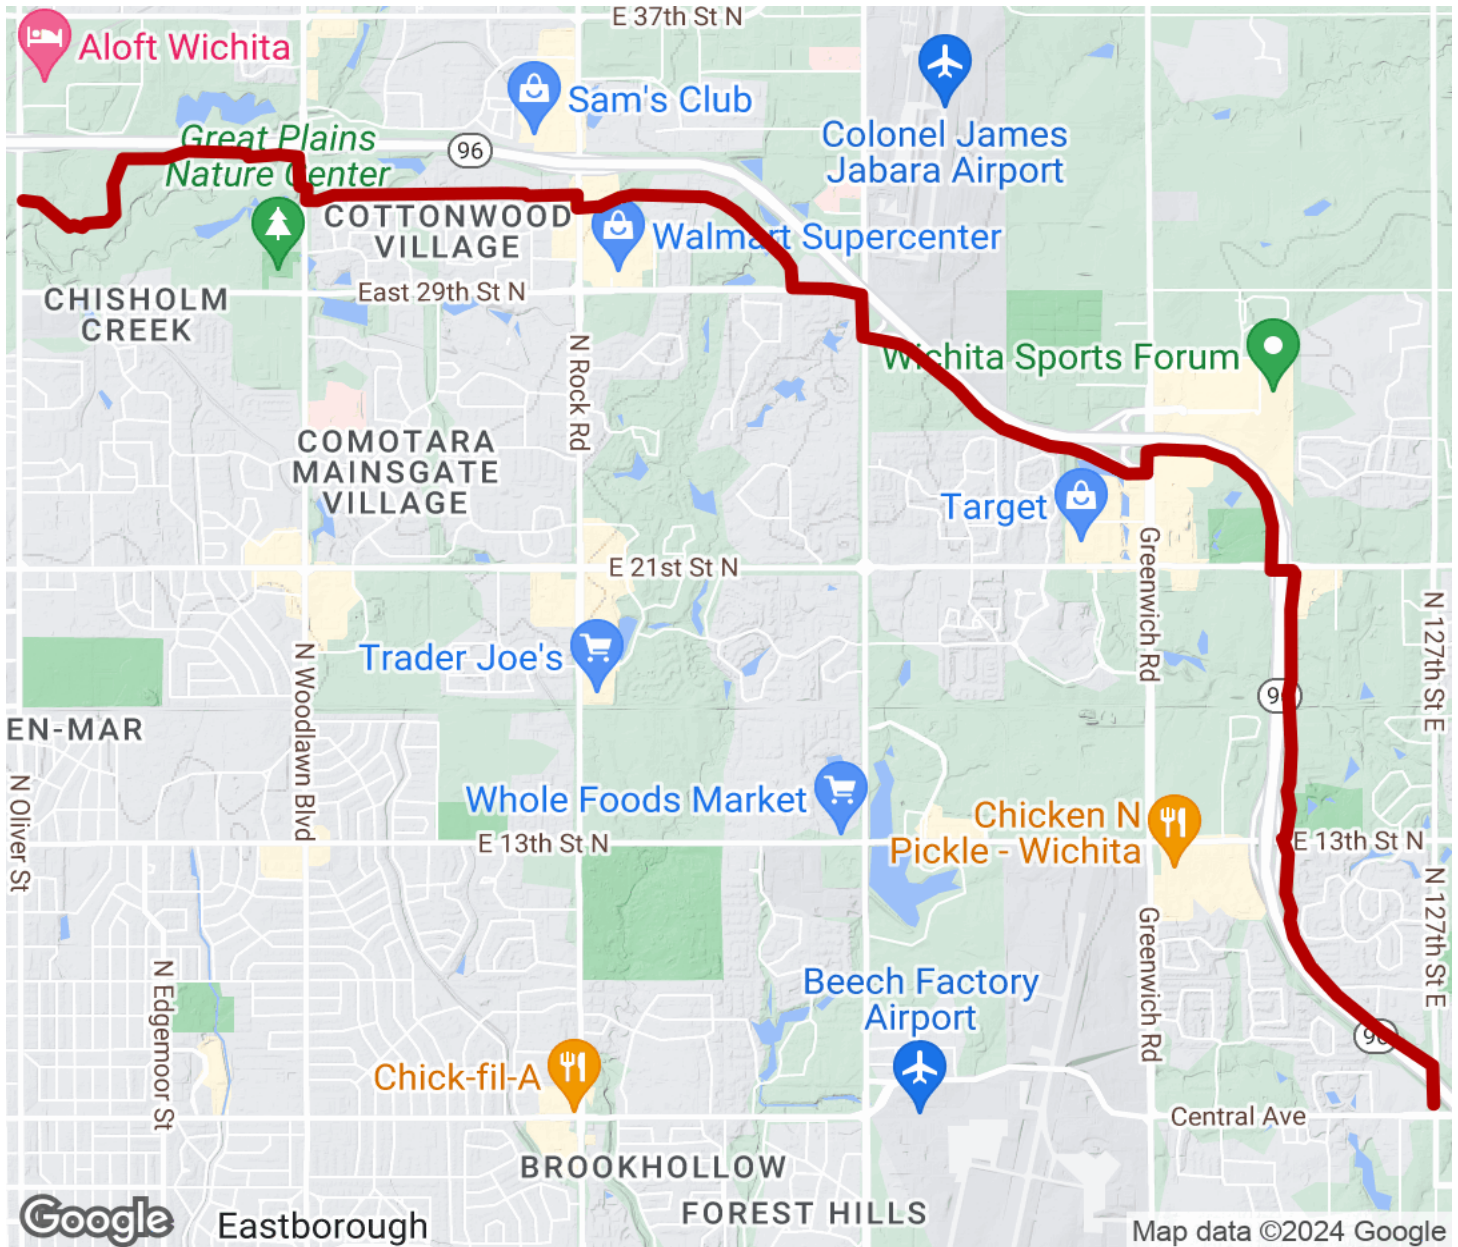 E 37th St N
Aloft Wichita
Sam's Club
Great Plains
Nature Center
96
Colonel James
Jabara Airport
COTTONWOOD
VILLAGE
Walmart Supercenter
CHISHOLM
CREEK
East 29th St N
N Rock Rd
Wichita Sports Forum
COMOTARA
MAINSGATE
VILLAGE
Target
Greenwich Rd
E 21st St N
N 127th St E
Trader Joe's
N Woodlawn Blvd
96
EN-MAR
N Oliver St
Whole Foods Market
Chicken N
Pickle - Wichita
E 13th St N
E 13th St N
N 127th St E
Greenwich Rd
N Edgemoor St
Beech Factory
Airport
96
Chick-fil-A
Central Ave
BROOKHOLLOW
FOREST HILLS
Google
Eastborough
Map data ©2024 Google